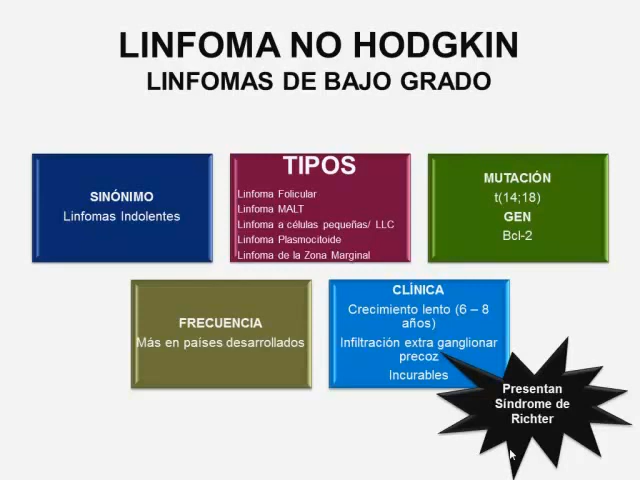 LINFOMA NO HODGKIN
LINFOMAS DE BAJO GRADO
SINÓNIMO
Linfomas Indolentes
TIPOS
Linfoma Folicular
Linfoma MALT
Linfoma a células pequeñas/ LLC
Linfoma Plasmocitoide
Linfoma de la Zona Marginal
MUTACIÓN
t(14;18)
GEN
Bcl-2
FRECUENCIA
Más en países desarrollados
CLÍNICA
Crecimiento lento (6 – 8
años)
Infiltración extra ganglionar
precoz
Incurables
Presentan
Síndrome de
Richter